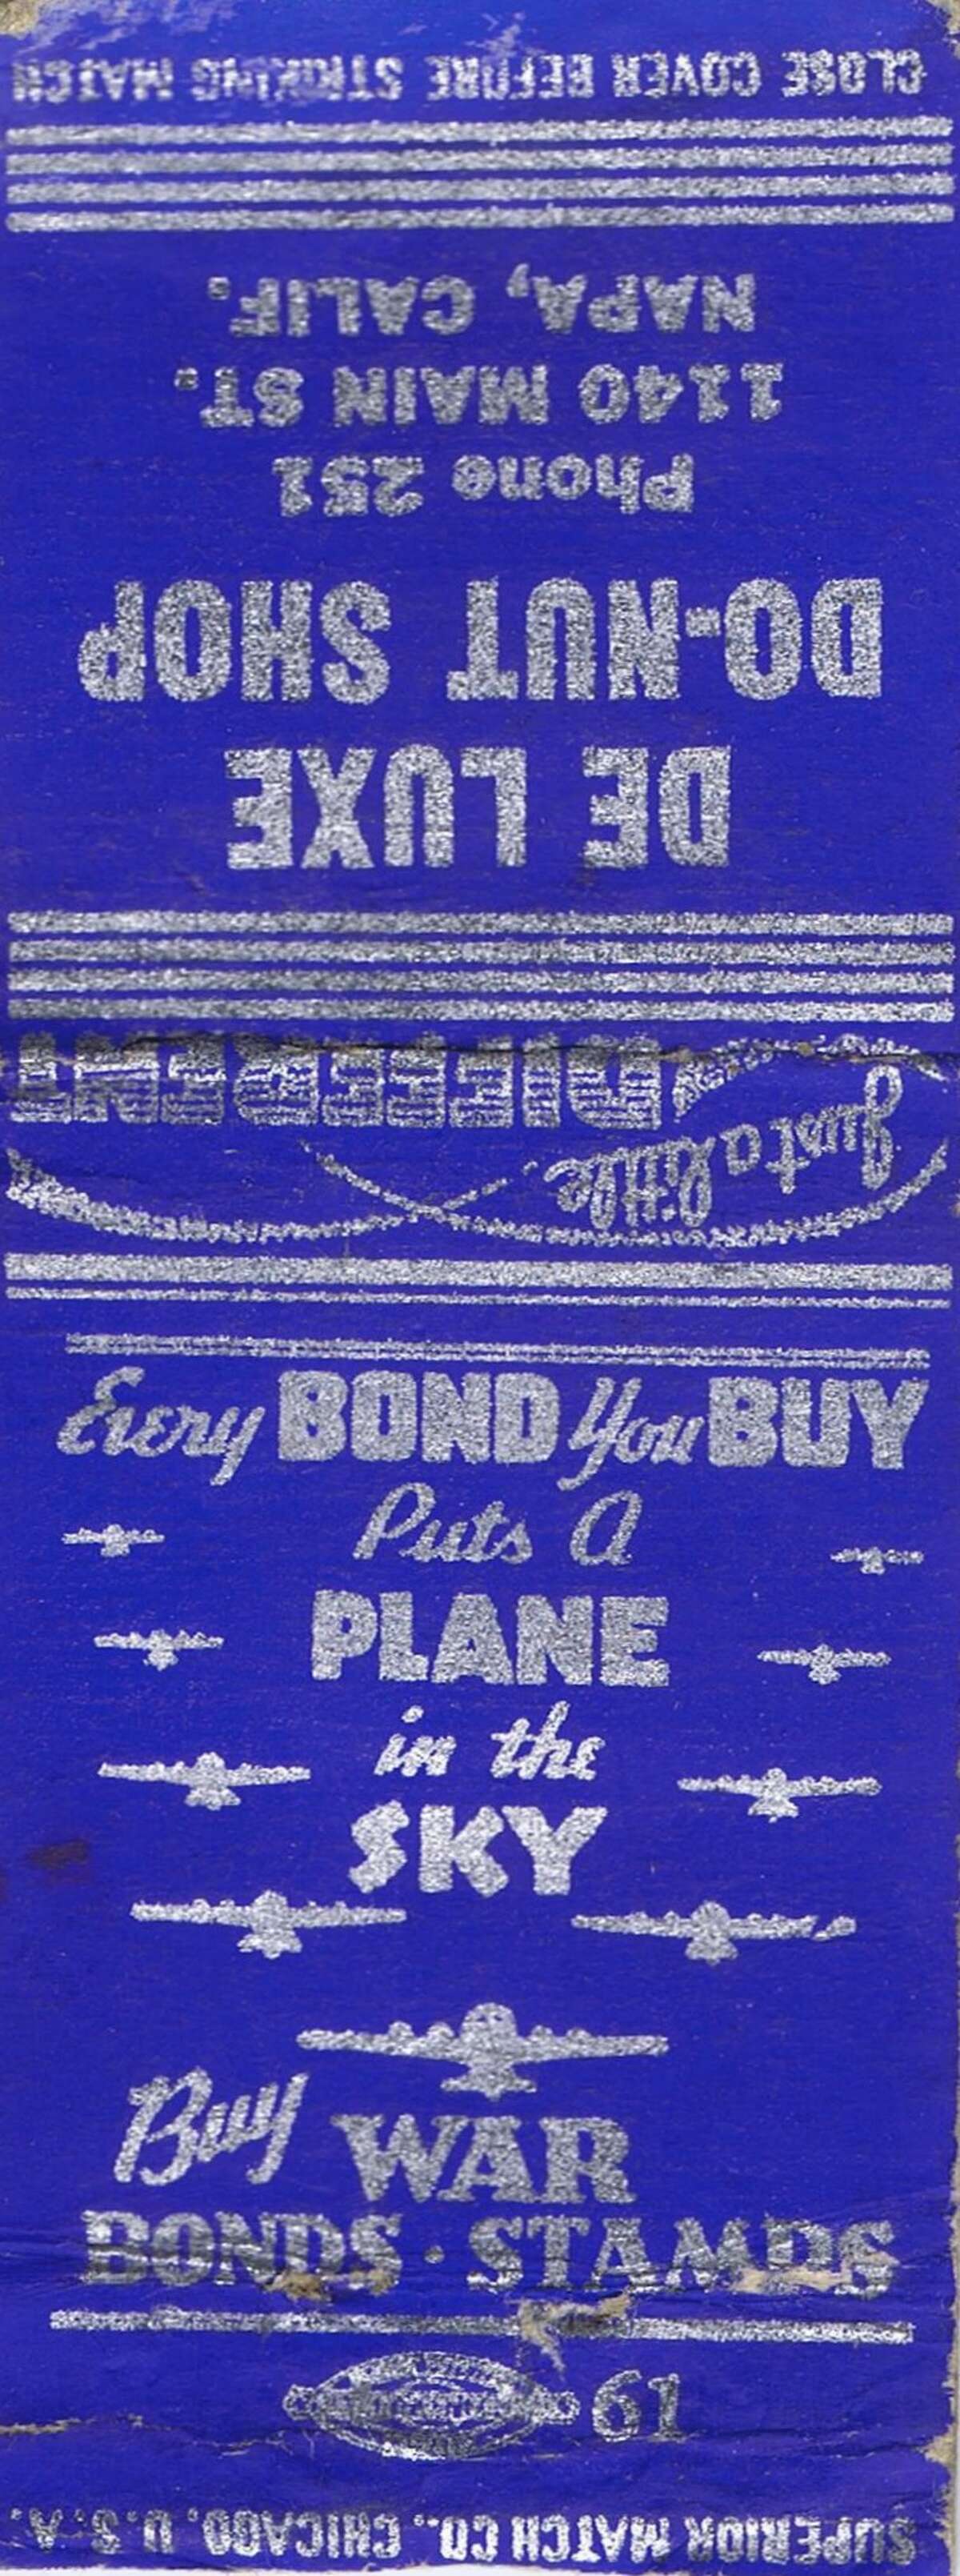 CLOSE COVER BEFORE STRIKING MATCH
DE LUXE
DO-NUT SHOP
Phone 251
1140 MAIN ST.
NAPA, CALIF.
Just a little DIFFERENT
Every BOND You BUY
Puts A
PLANE
in the
SKY
Buy WAR
BONDS · STAMPS
61
SUPERIOR MATCH CO., CHICAGO, U.S.A.